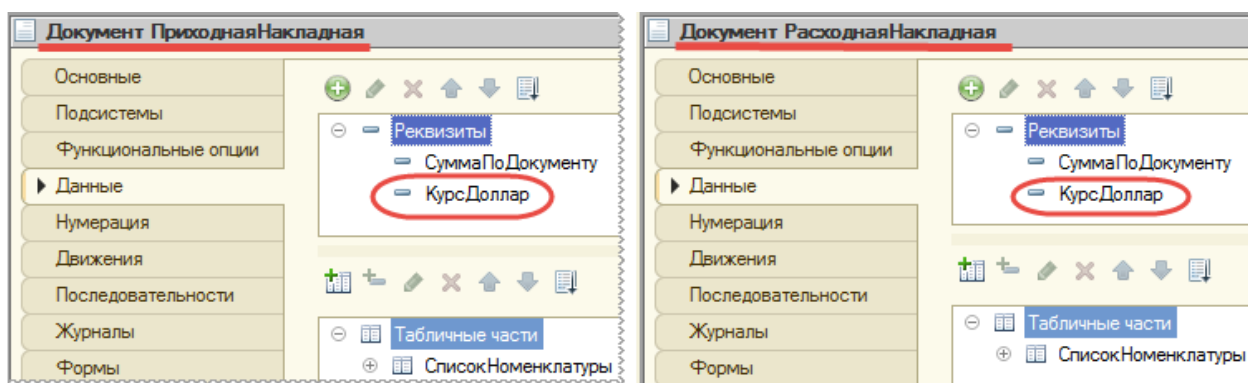 Документ ПриходнаяНакладная
Основные
Подсистемы
Функциональные опции
Данные
Нумерация
Движения
Последовательности
Журналы
Формы
Реквизиты
СуммаПоДокументу
КурсДоллар
Табличные части
СписокНоменклатуры
Документ РасходнаяНакладная
Основные
Подсистемы
Функциональные опции
Данные
Нумерация
Движения
Последовательности
Журналы
Формы
Реквизиты
СуммаПоДокументу
КурсДоллар
Табличные части
СписокНоменклатуры